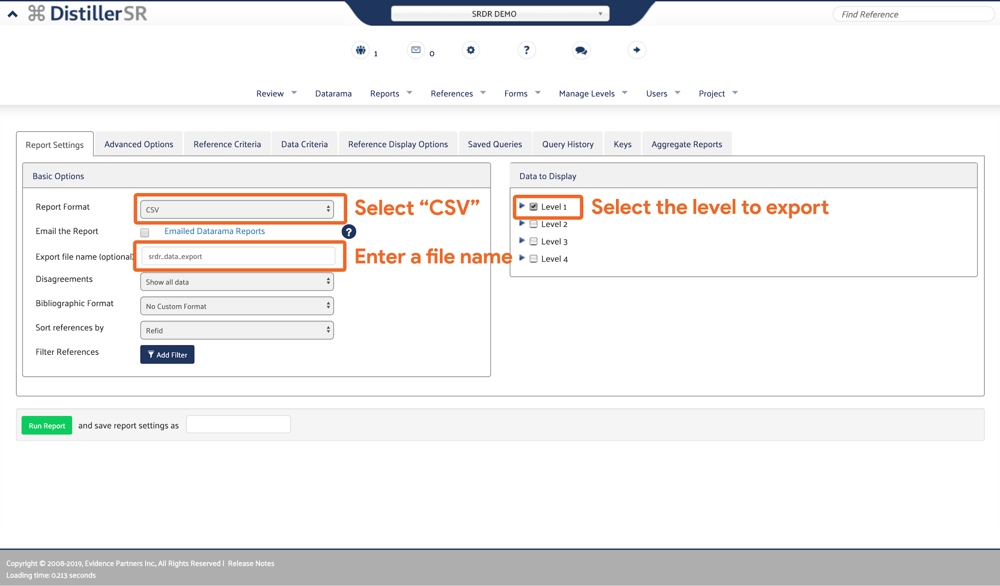 DistillerSR
SRDR DEMO
Find Reference
1
0
?
Review
Datarama
Reports
References
Forms
Manage Levels
Users
Project
Report Settings
Advanced Options
Reference Criteria
Data Criteria
Reference Display Options
Saved Queries
Query History
Keys
Aggregate Reports
Basic Options
Report Format
CSV
Select “CSV”
Email the Report
Emailed Datarama Reports
?
Export file name (optional)
srdr_data_export
Enter a file name
Disagreements
Show all data
Bibliographic Format
No Custom Format
Sort references by
Refid
Filter References
Add Filter
Data to Display
Level 1
Select the level to export
Level 2
Level 3
Level 4
Run Report
and save report settings as
Copyright © 2008-2019, Evidence Partners Inc., All Rights Reserved | Release Notes
Loading time: 0.213 seconds